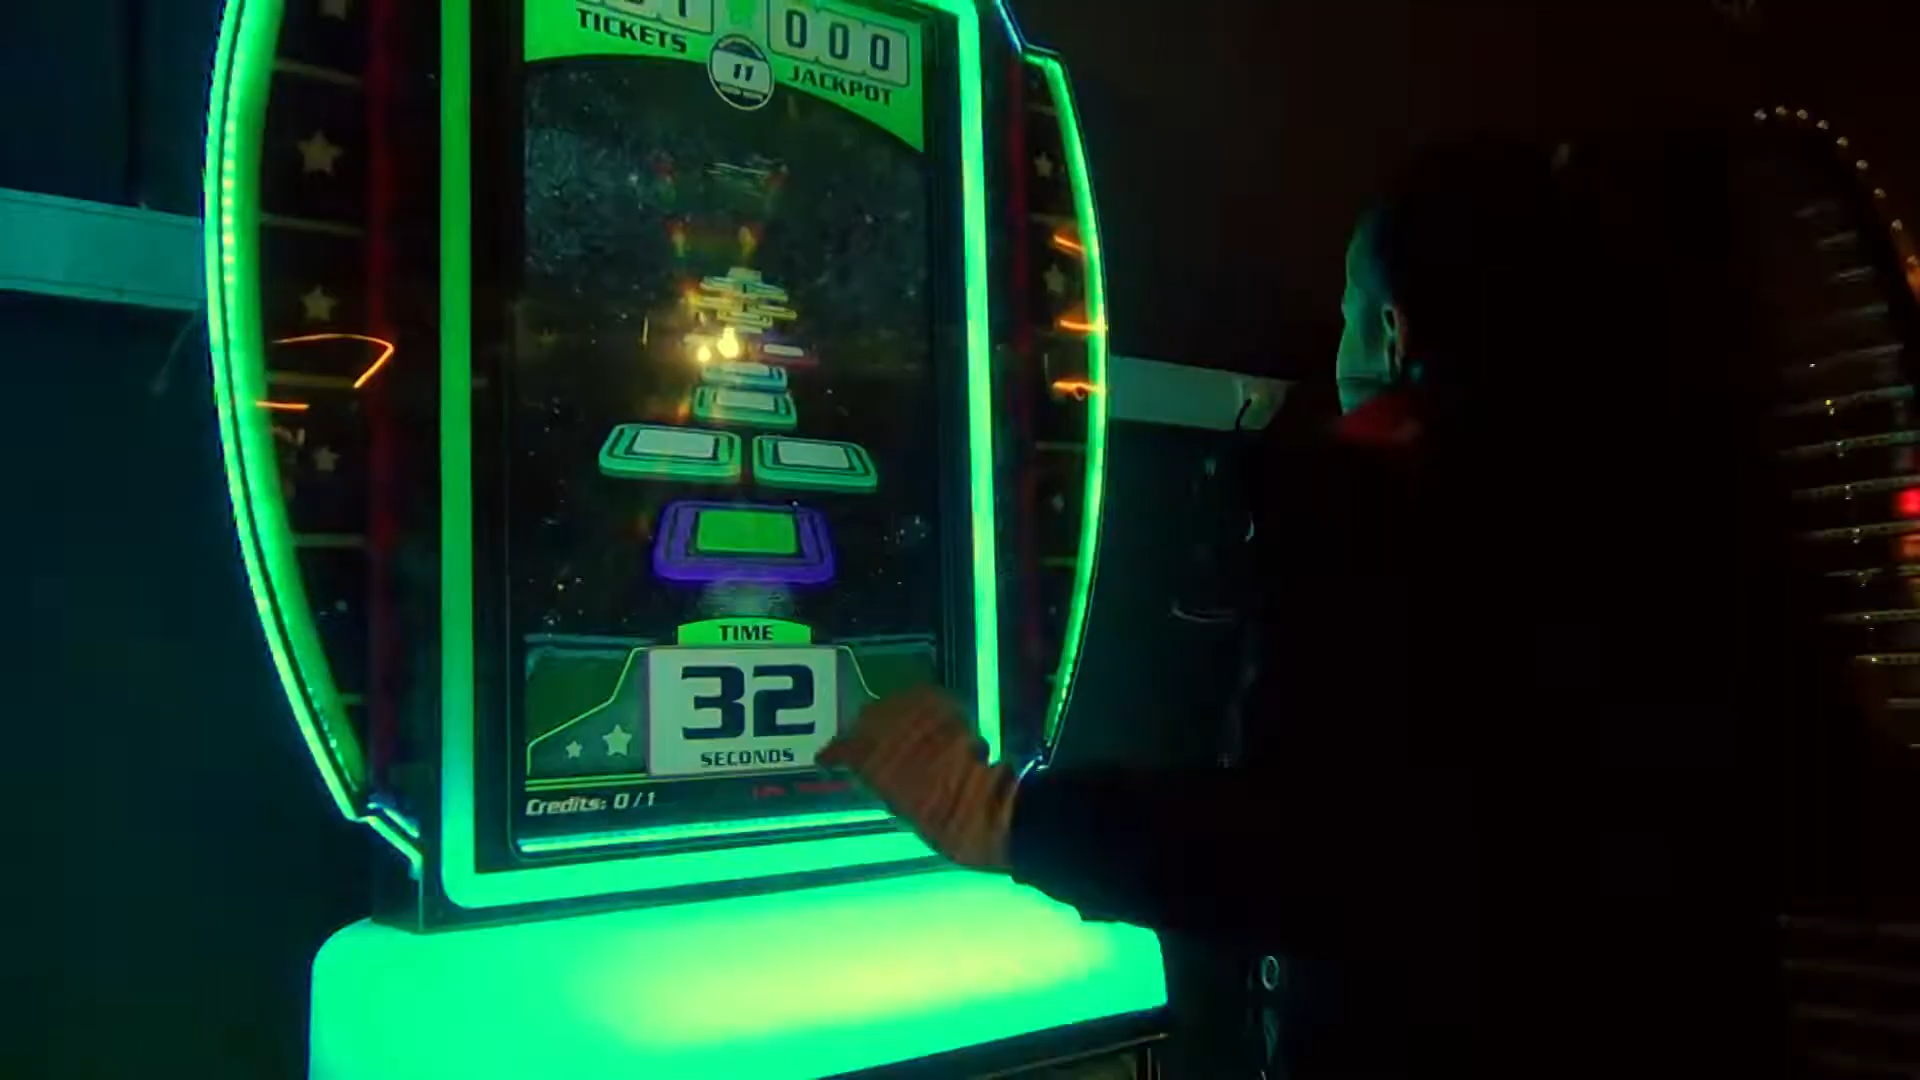 TICKETS
000
JACKPOT
11
TIME
32
SECONDS
Credits: 0/1